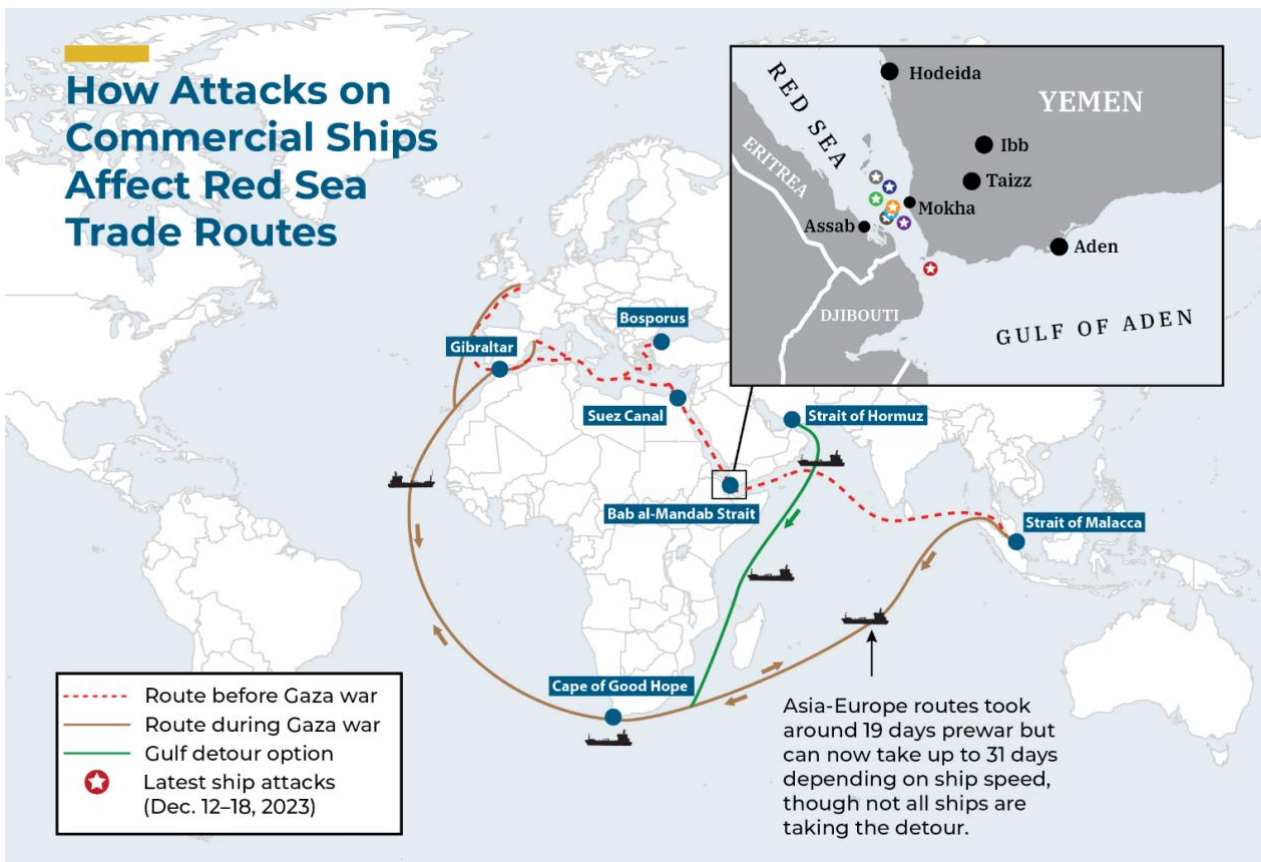 How Attacks on
Commercial Ships
Affect Red Sea
Trade Routes
RED SEA
Hodeida
YEMEN
Ibb
ERITREA
Taizz
Mokha
Assab
Aden
DJIBOUTI
GULF OF ADEN
Bosporus
Gibraltar
Suez Canal
Strait of Hormuz
Bab al-Mandab Strait
Strait of Malacca
Cape of Good Hope
Route before Gaza war
Route during Gaza war
Gulf detour option
Latest ship attacks
(Dec. 12–18, 2023)
Asia-Europe routes took
around 19 days prewar but
can now take up to 31 days
depending on ship speed,
though not all ships are
taking the detour.